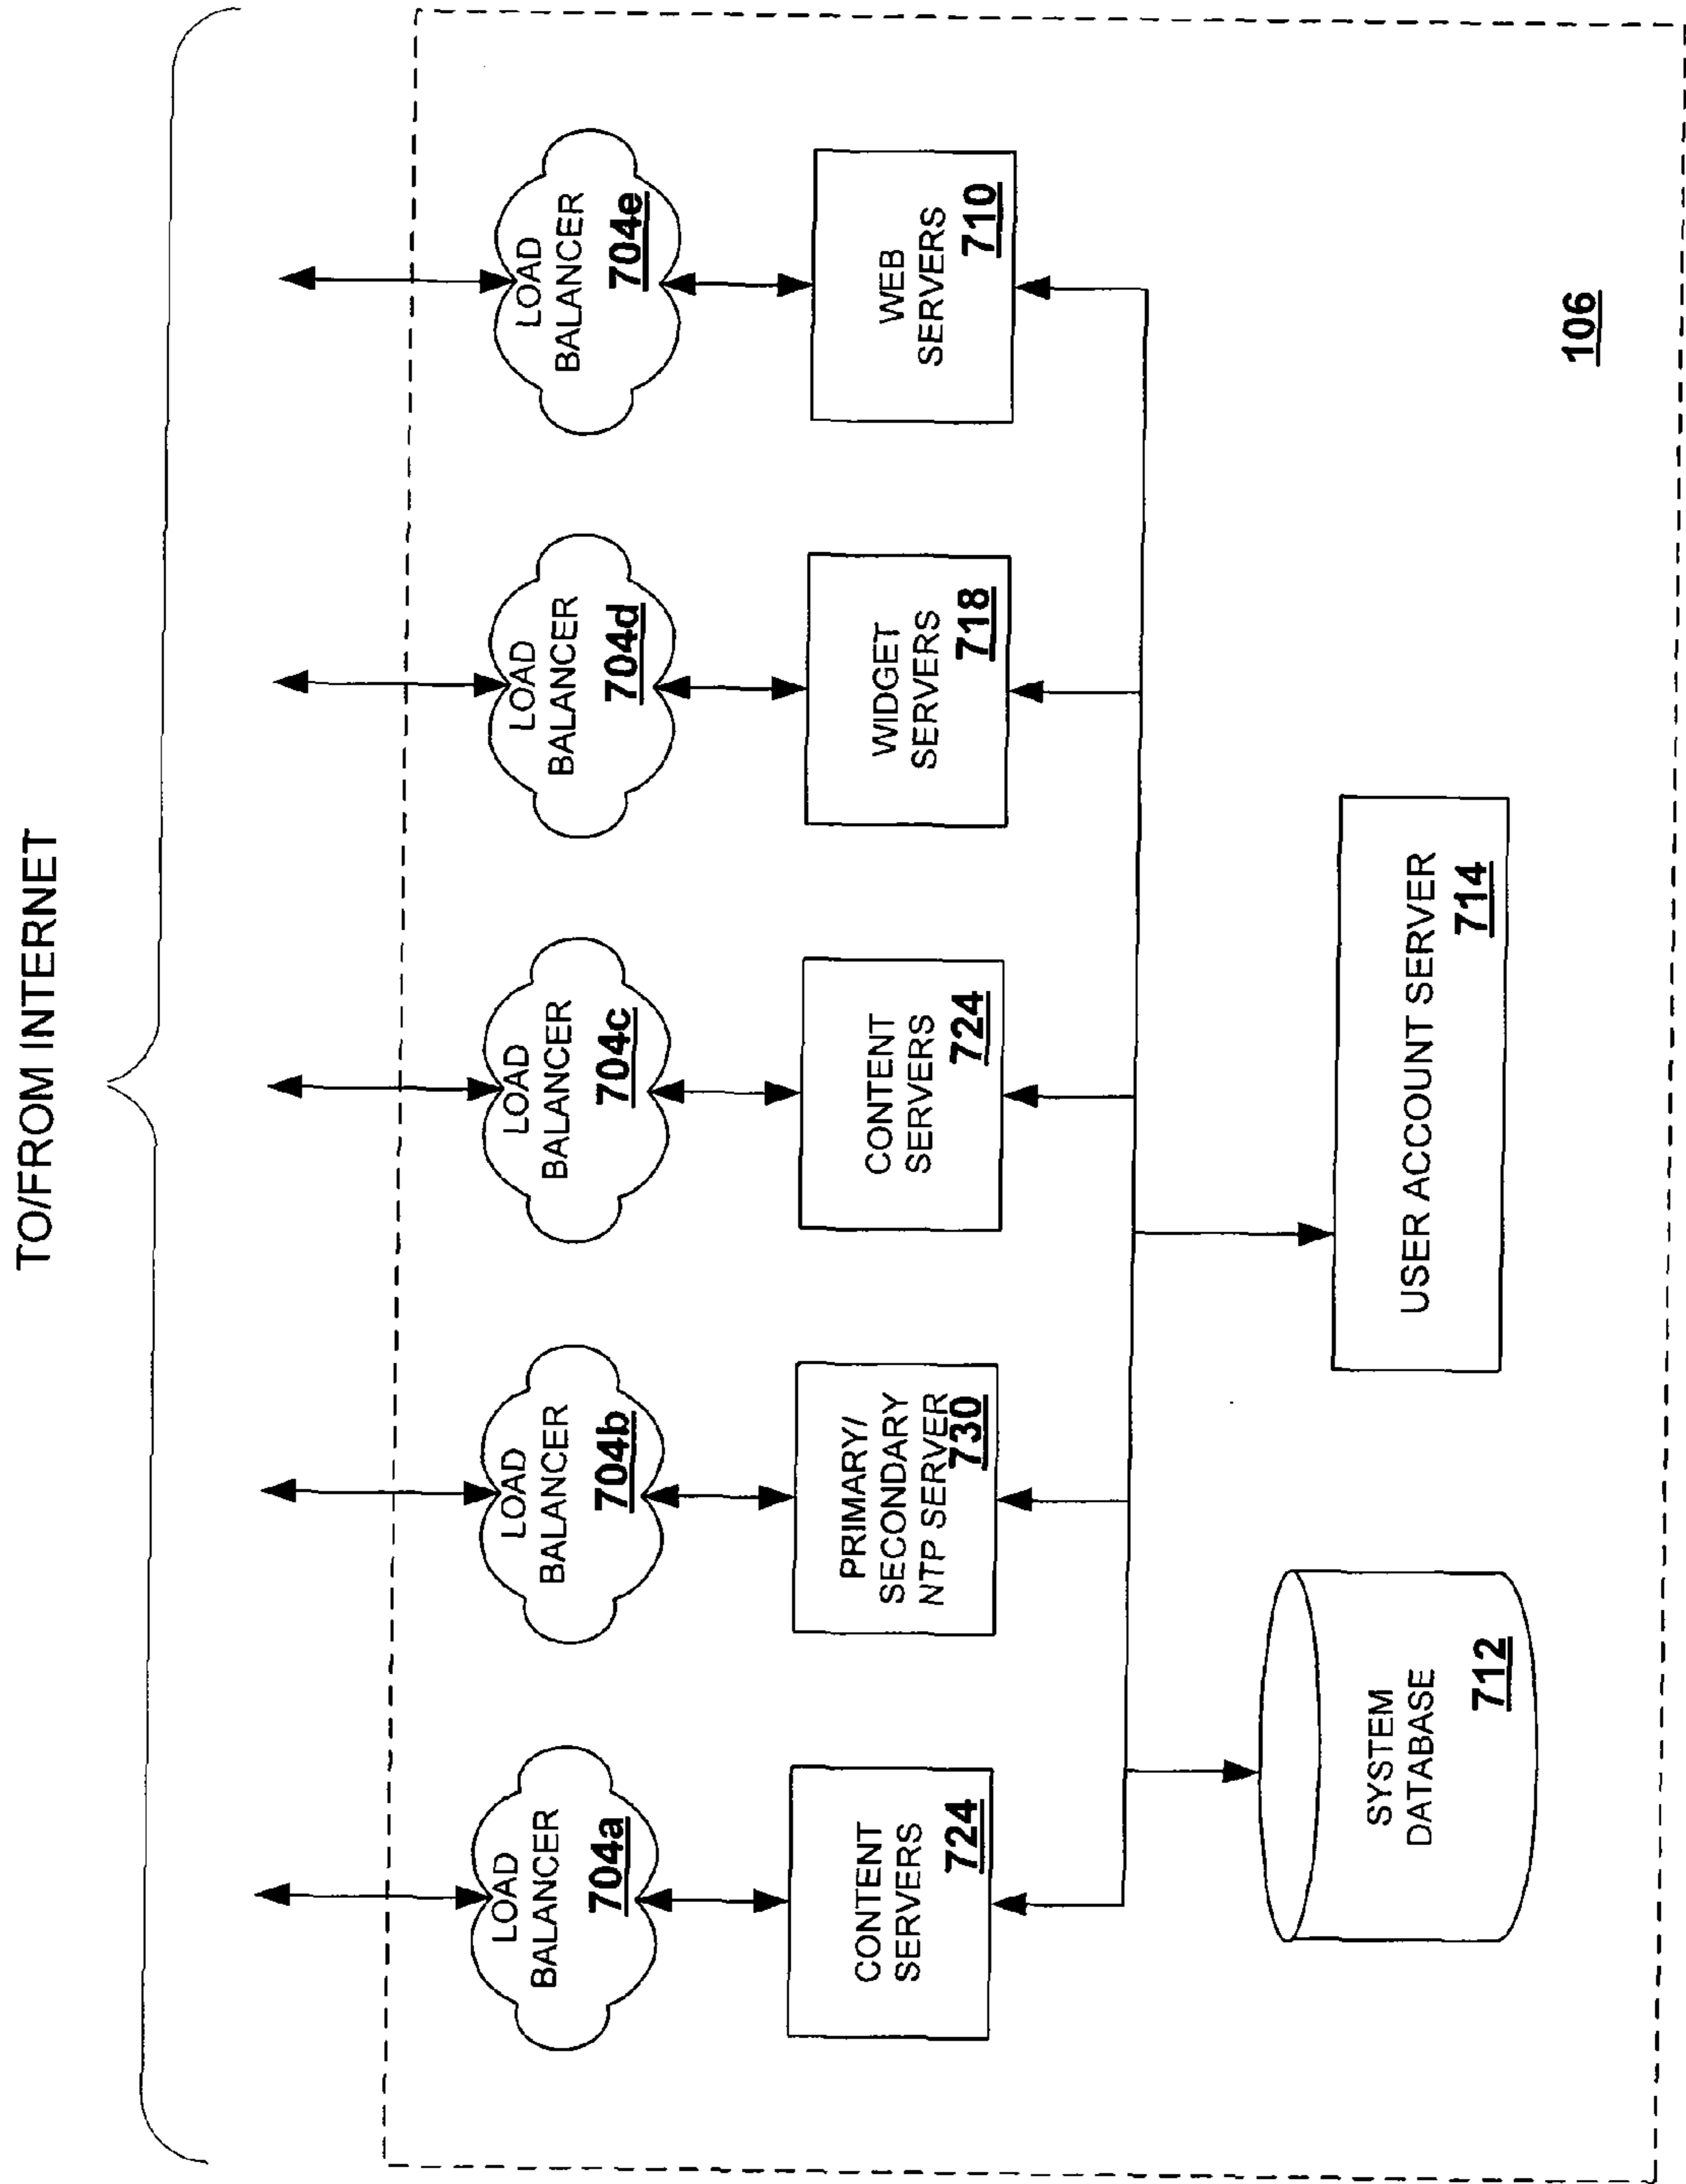 TO/FROM INTERNET
LOAD
BALANCER
704a
LOAD
BALANCER
704b
LOAD
BALANCER
704c
LOAD
BALANCER
704d
LOAD
BALANCER
704e
CONTENT
SERVERS
724
PRIMARY/
SECONDARY
NTP SERVER
730
CONTENT
SERVERS
724
WIDGET
SERVERS
718
WEB
SERVERS
710
SYSTEM
DATABASE
712
USER ACCOUNT SERVER
714
106